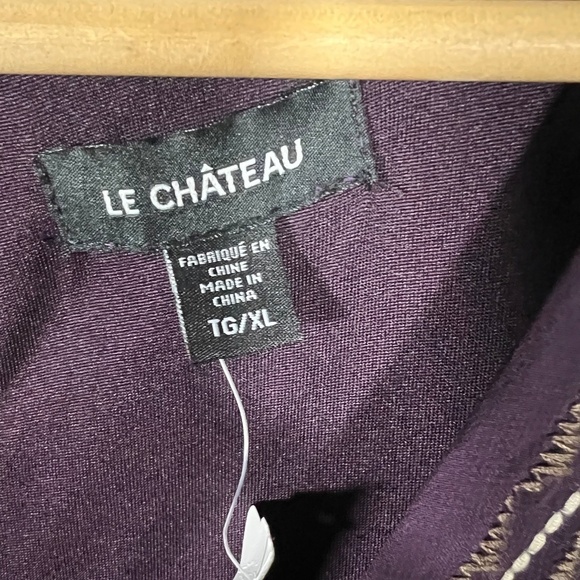 LE CHÂTEAU
FABRIQUÉ EN
CHINE
MADE IN
CHINA
TG/XL